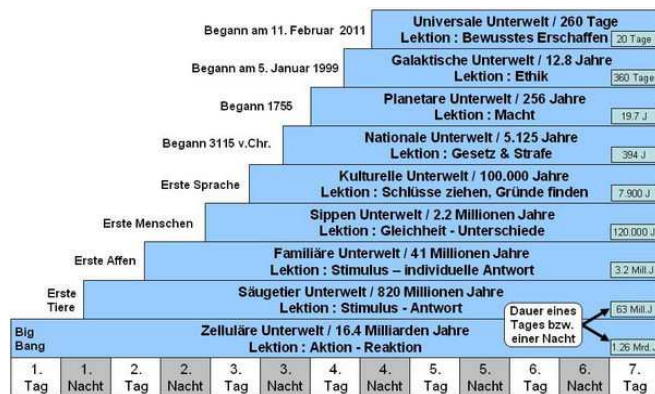 Begann am 11. Februar 2011
Universale Unterwelt / 260 Tage
Lektion : Bewusstes Erschaffen
20 Tage
Begann am 5. Januar 1999
Galaktische Unterwelt / 12.8 Jahre
Lektion : Ethik
360 Tage
Begann 1755
Planetare Unterwelt / 256 Jahre
Lektion : Macht
19.7 J
Begann 3115 v.Chr.
Nationale Unterwelt / 5.125 Jahre
Lektion : Gesetz & Strafe
394 J
Erste Sprache
Kulturelle Unterwelt / 100.000 Jahre
Lektion : Schlüsse ziehen, Gründe finden
7.900 J
Erste Menschen
Sippen Unterwelt / 2.2 Millionen Jahre
Lektion : Gleichheit - Unterschiede
120.000 J
Erste Affen
Familiäre Unterwelt / 41 Millionen Jahre
Lektion : Stimulus – individuelle Antwort
3.2 Mill.J
Erste
Tiere
Säugetier Unterwelt / 820 Millionen Jahre
Lektion : Stimulus - Antwort
63 Mill.J
Dauer eines
Tages bzw.
einer Nacht
Big
Bang
Zelluläre Unterwelt / 16.4 Milliarden Jahre
Lektion : Aktion - Reaktion
1.26 Mrd.J
1. 1. 2. 2. 3. 3. 4. 4. 5. 5. 6. 6. 7.
Tag Nacht Tag Nacht Tag Nacht Tag Nacht Tag Nacht Tag Nacht Tag